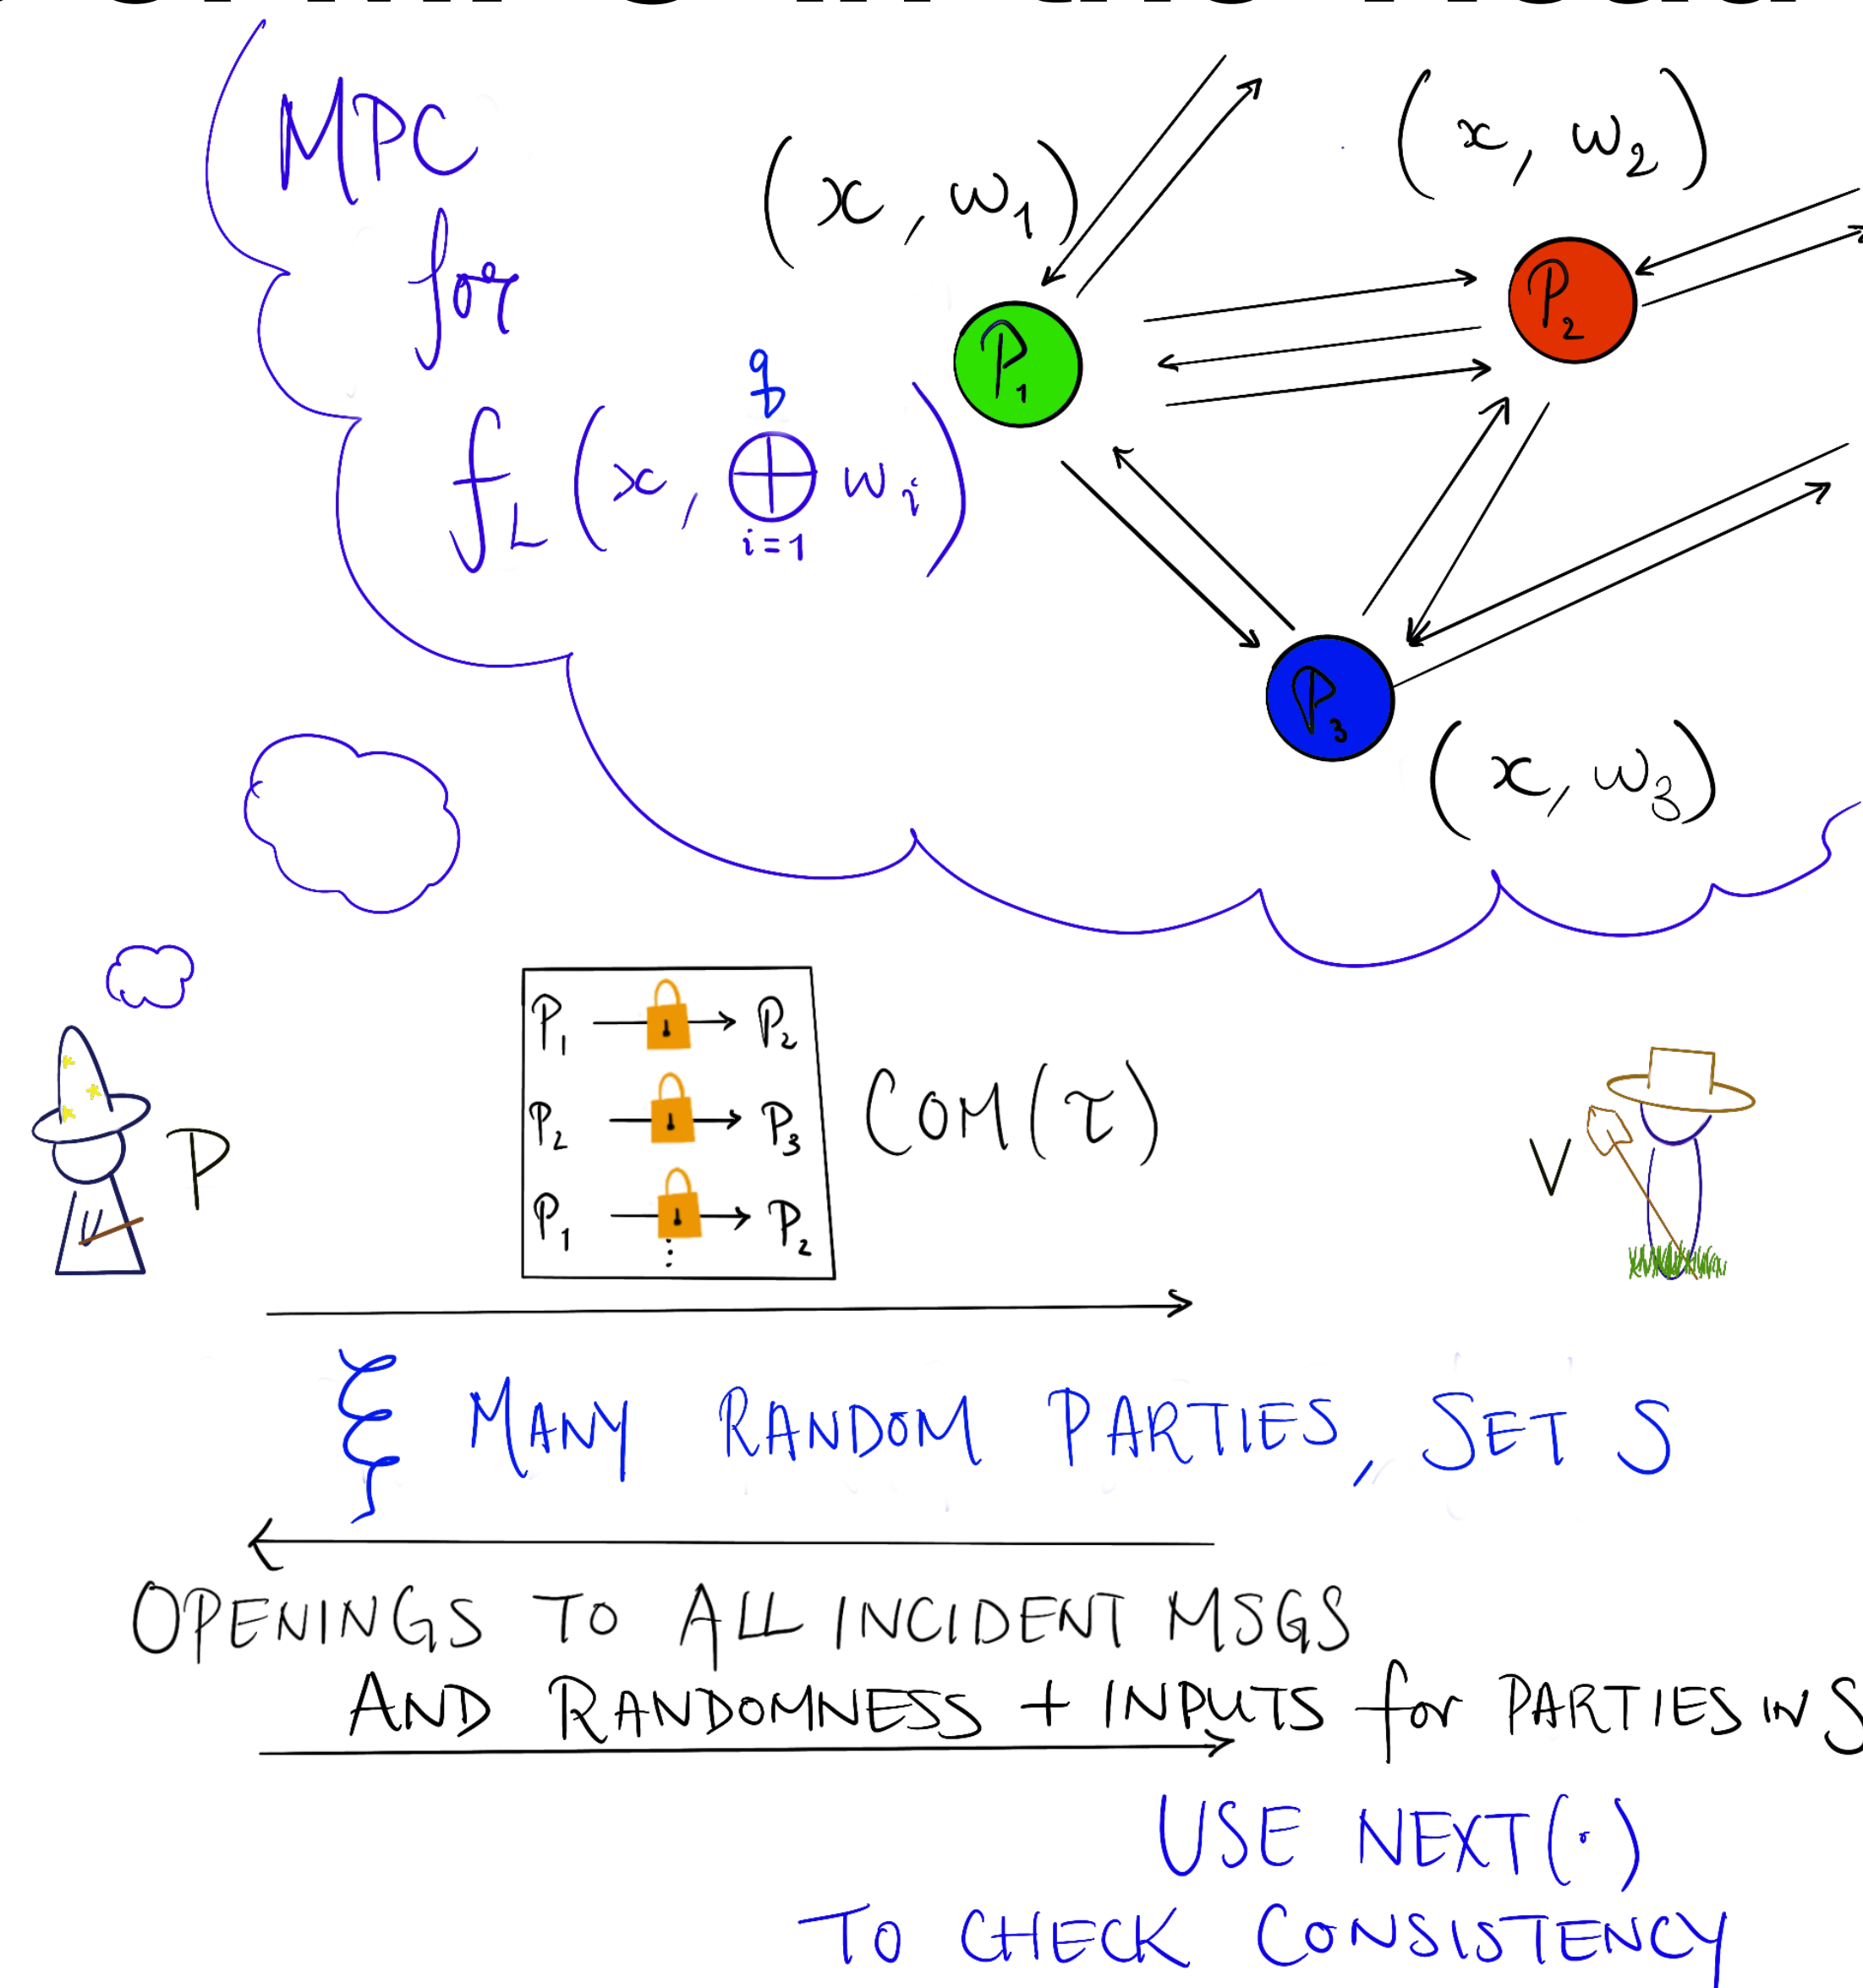 MPC
for
f_L(x, ⊕_{i=1}^{q} w_i)
(x, w_1)
(x, w_2)
P_1
P_2
P_3
(x, w_3)
P_1 → P_2
P_2 → P_3
P_1 → P_2
⋮
COM(τ)
P
V
ξ MANY RANDOM PARTIES, SET S
OPENINGS TO ALL INCIDENT MSGS
AND RANDOMNESS + INPUTS for PARTIES IN S
USE NEXT(·)
TO CHECK CONSISTENCY